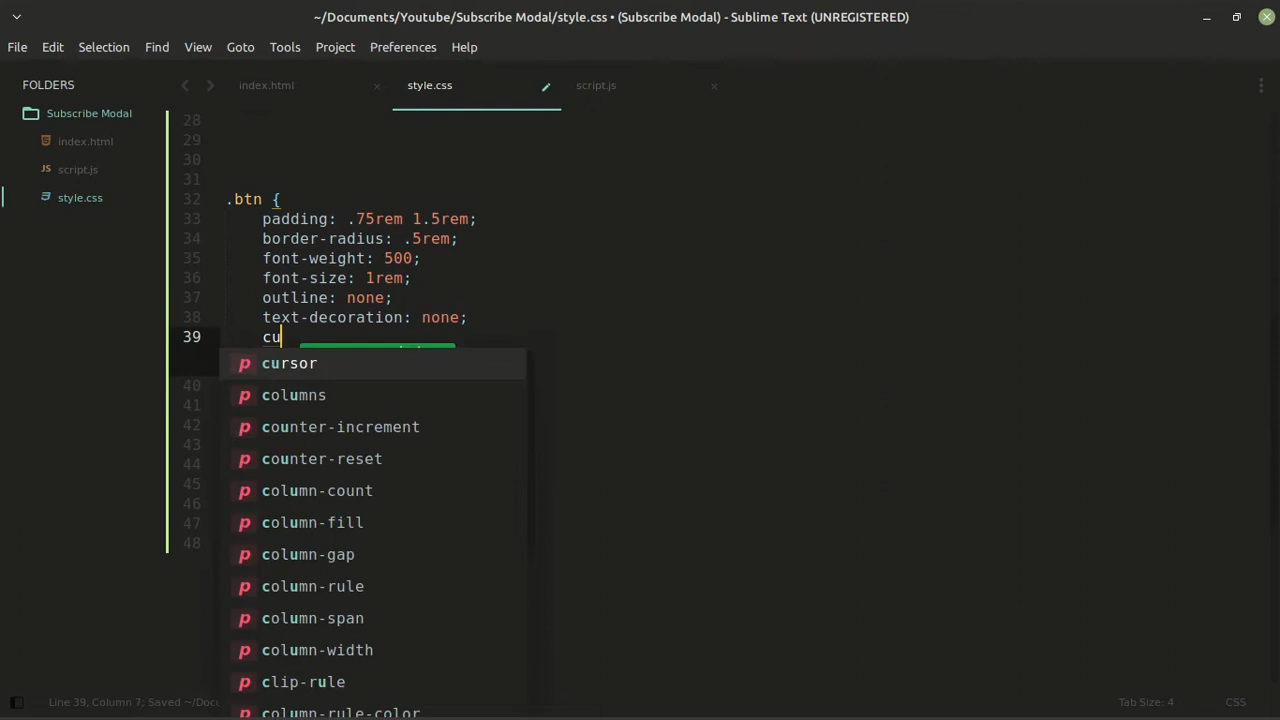 ~/Documents/Youtube/Subscribe Modal/style.css • (Subscribe Modal) - Sublime Text (UNREGISTERED)
File Edit Selection Find View Goto Tools Project Preferences Help
FOLDERS
Subscribe Modal
index.html
script.js
style.css
index.html style.css script.js
28
29
30
31
32 .btn {
33 padding: .75rem 1.5rem;
34 border-radius: .5rem;
35 font-weight: 500;
36 font-size: 1rem;
37 outline: none;
38 text-decoration: none;
39 cu
40
41
42
43
44
45
46
47
48
p cursor
p columns
p counter-increment
p counter-reset
p column-count
p column-fill
p column-gap
p column-rule
p column-span
p column-width
p clip-rule
p column-rule-color
Line 39, Column 7; Saved ~/Docu
Tab Size: 4
CSS